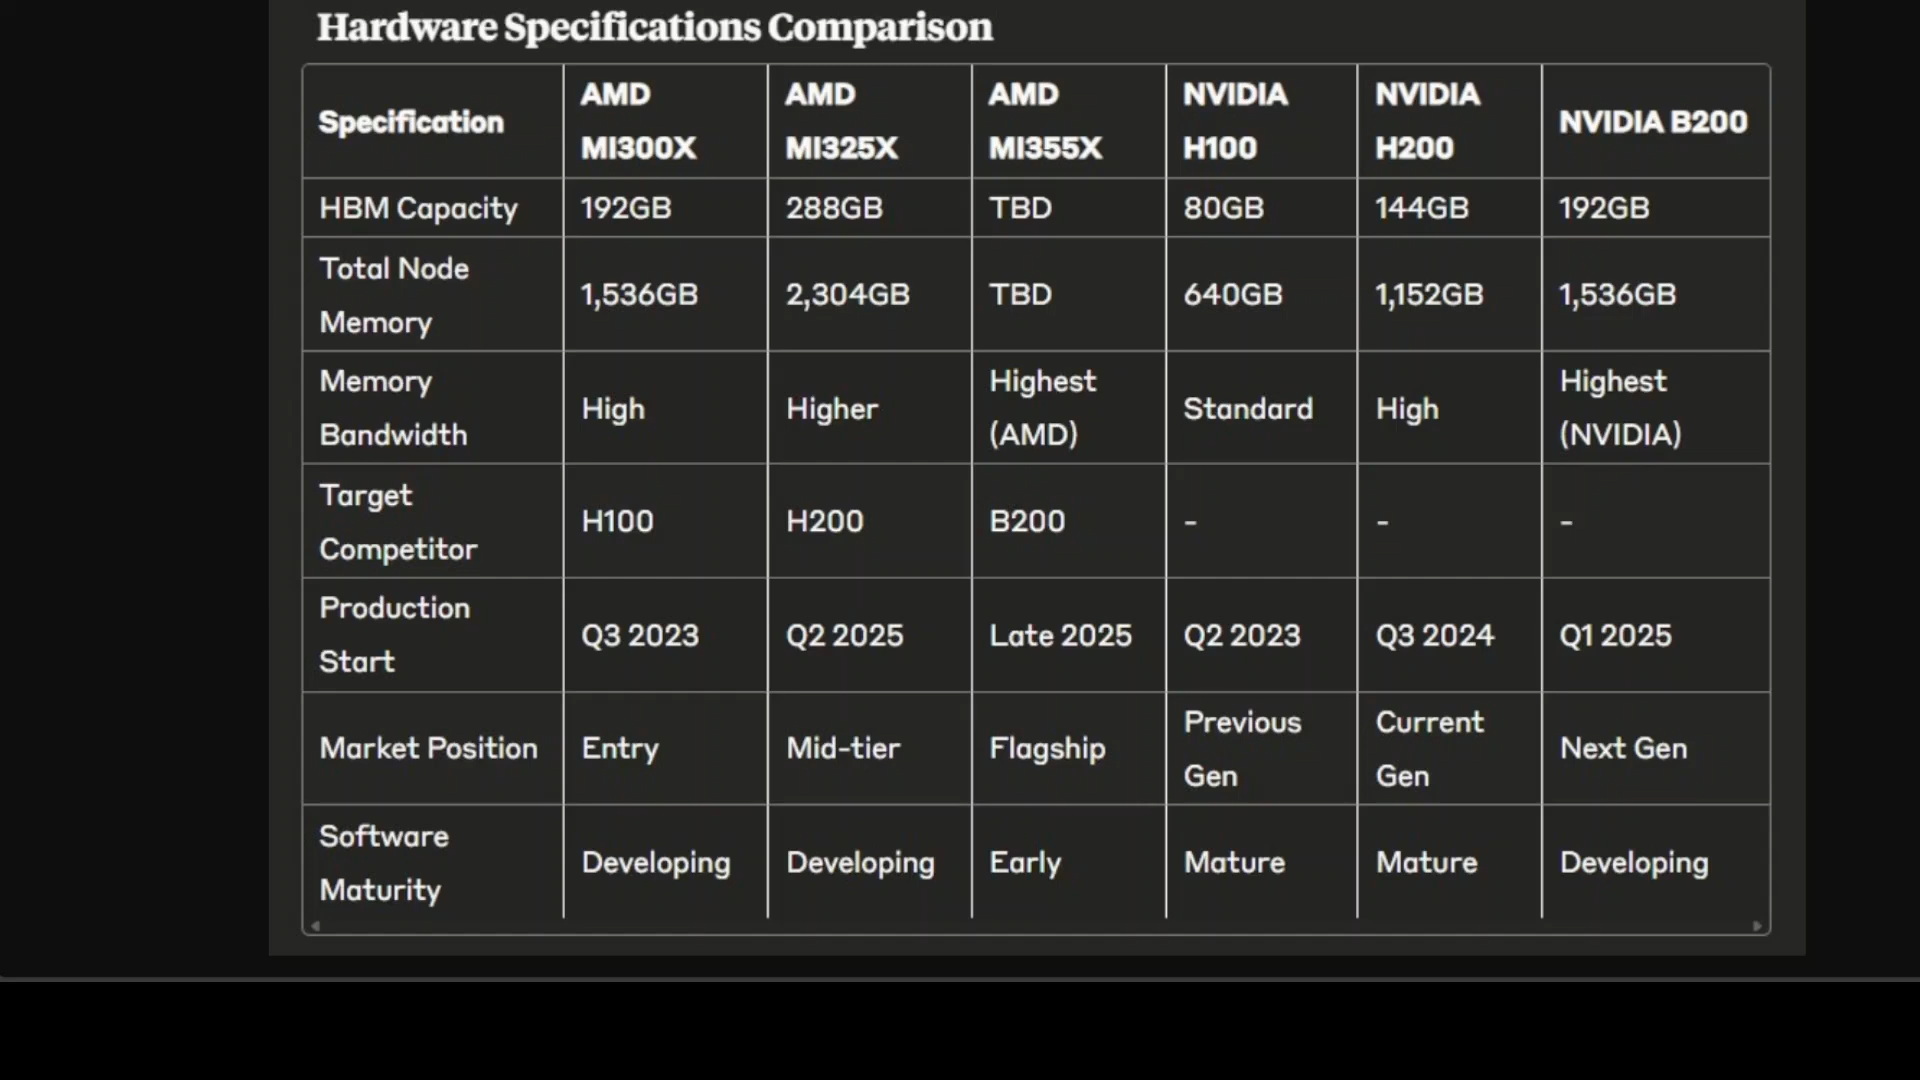 Hardware Specifications Comparison
Specification
AMD
MI300X
AMD
MI325X
AMD
MI355X
NVIDIA
H100
NVIDIA
H200
NVIDIA B200
HBM Capacity
192GB
288GB
TBD
80GB
144GB
192GB
Total Node
Memory
1,536GB
2,304GB
TBD
640GB
1,152GB
1,536GB
Memory
Bandwidth
High
Higher
Highest
(AMD)
Standard
High
Highest
(NVIDIA)
Target
Competitor
H100
H200
B200
-
-
-
Production
Start
Q3 2023
Q2 2025
Late 2025
Q2 2023
Q3 2024
Q1 2025
Market Position
Entry
Mid-tier
Flagship
Previous
Gen
Current
Gen
Next Gen
Software
Maturity
Developing
Developing
Early
Mature
Mature
Developing